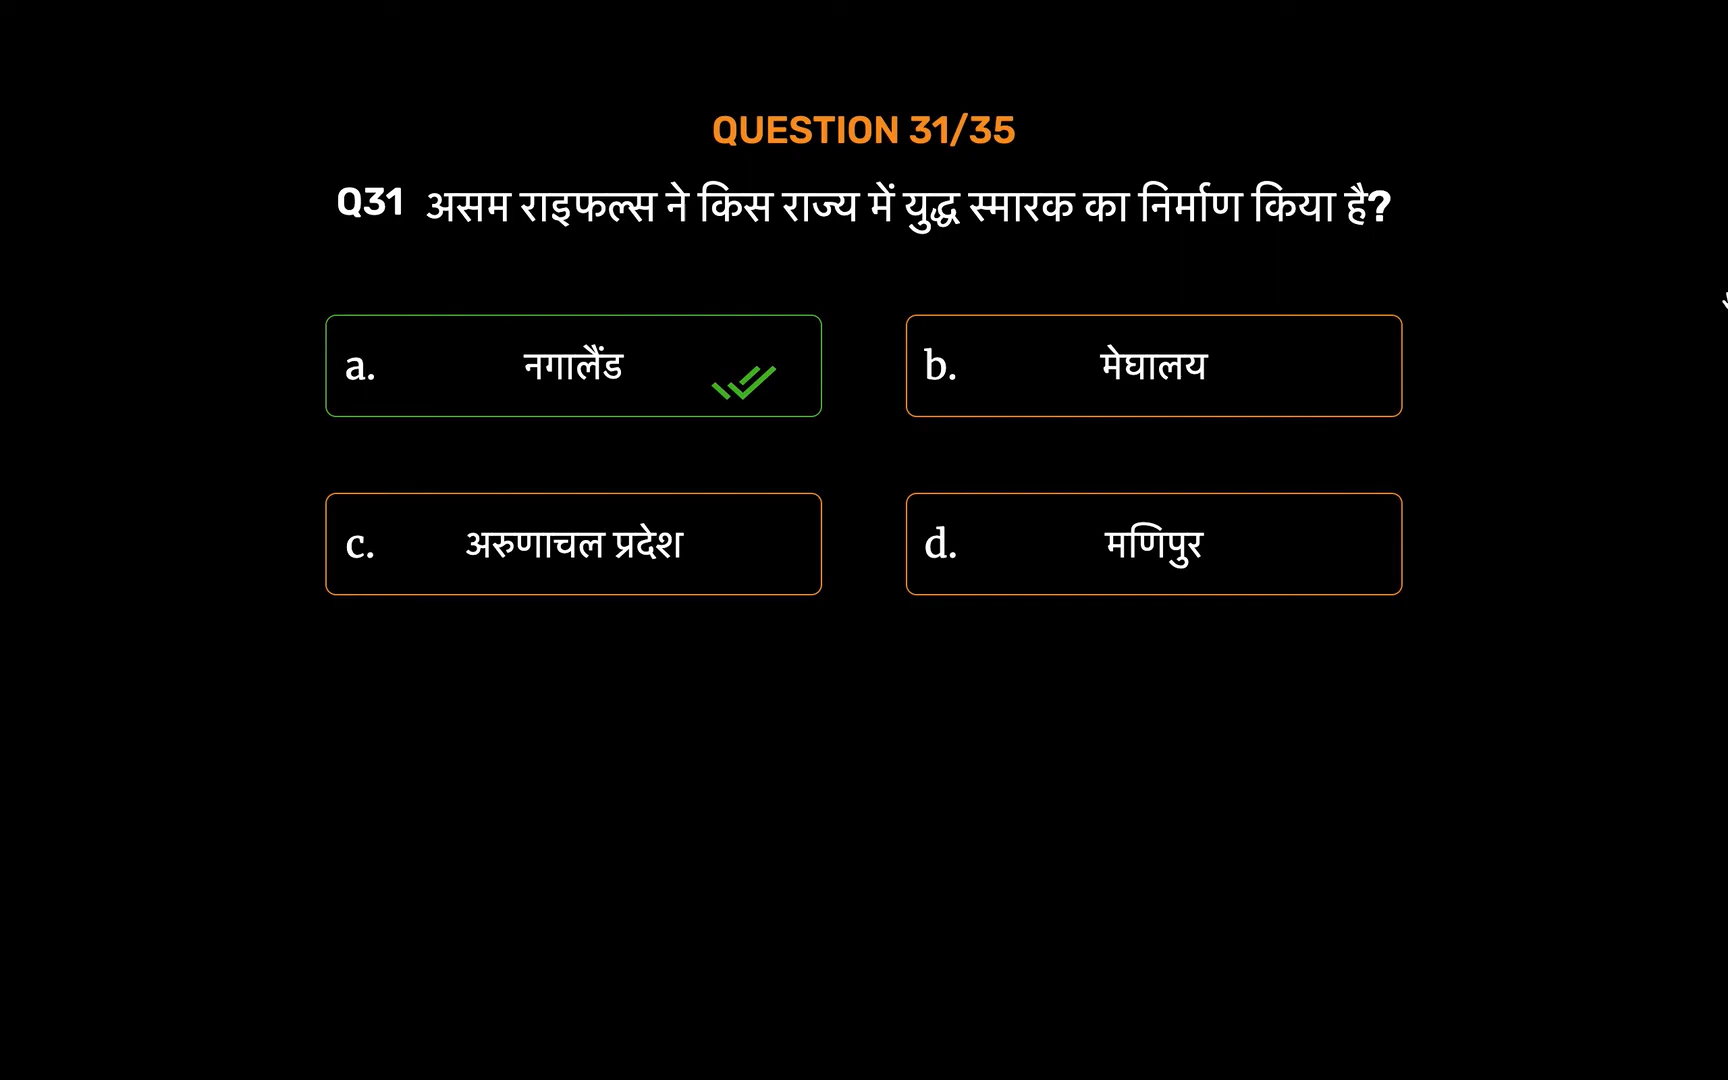 QUESTION 31/35
Q31 असम राइफल्स ने किस राज्य में युद्ध स्मारक का निर्माण किया है?
a. नगालैंड
b. मेघालय
c. अरुणाचल प्रदेश
d. मणिपुर